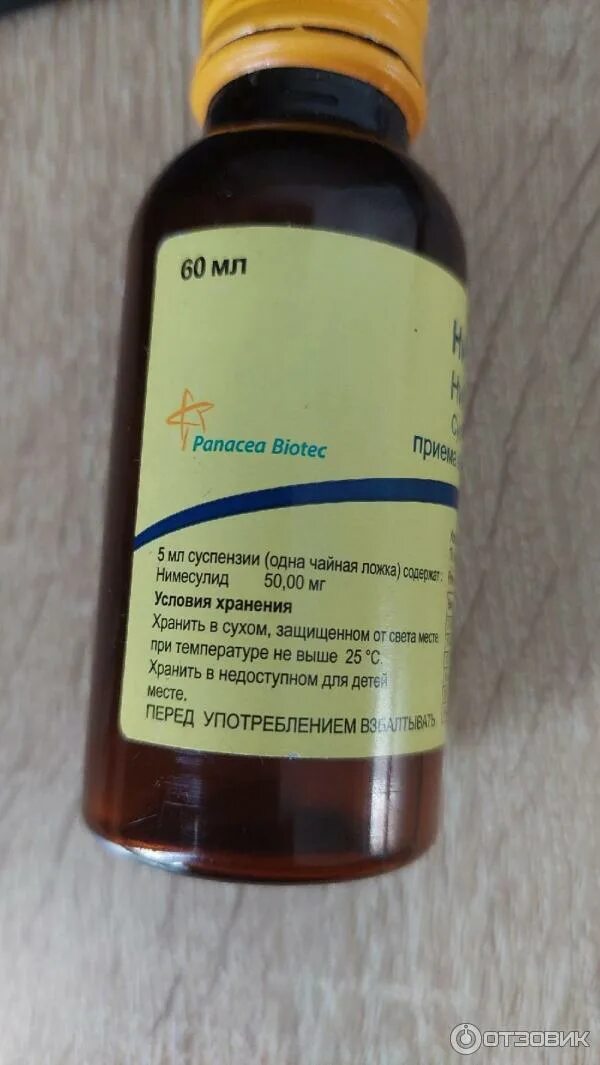 60 мл
Panacea Biotec
приема
5 мл суспензии (одна чайная ложка) содержат:
Нимесулид 50,00 мг
Условия хранения
Хранить в сухом, защищенном от света месте
при температуре не выше 25 °C.
Хранить в недоступном для детей
месте.
ПЕРЕД УПОТРЕБЛЕНИЕМ ВЗБАЛТЫВАТЬ
ОТЗОВИК